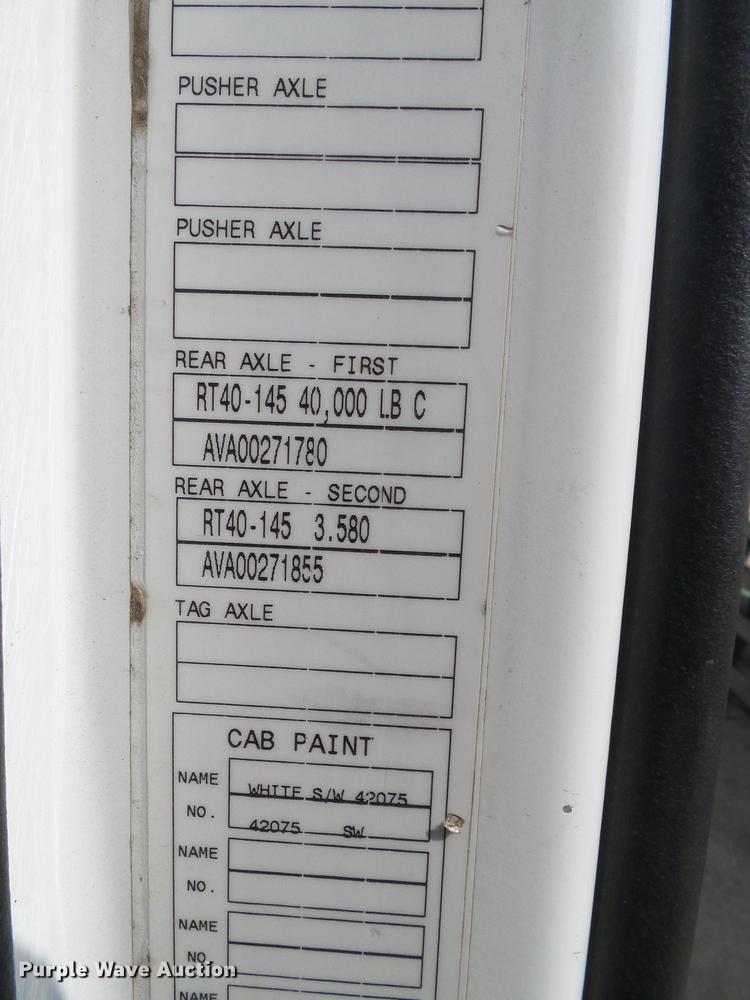 PUSHER AXLE
PUSHER AXLE
REAR AXLE - FIRST
RT40-145 40,000 LB C
AVA00271780
REAR AXLE - SECOND
RT40-145 3.580
AVA00271855
TAG AXLE
CAB PAINT
NAME WHITE S/W 42075
NO. 42075 SW
NAME
NO.
NAME
NO.
NAME
Purple Wave Auction